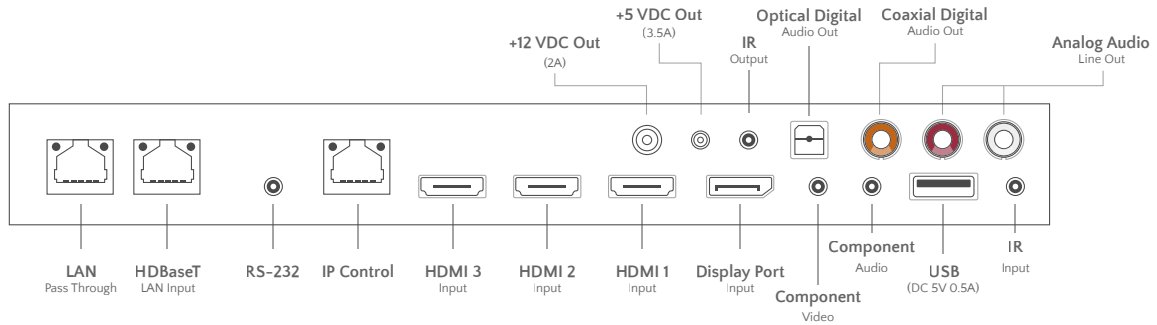 +5 VDC Out
(3.5A)
Optical Digital
Audio Out
Coaxial Digital
Audio Out
+12 VDC Out
(2A)
IR
Output
Analog Audio
Line Out
LAN
Pass Through
HDBaseT
LAN Input
RS-232
IP Control
HDMI 3
Input
HDMI 2
Input
HDMI 1
Input
Display Port
Input
Component
Video
Component
Audio
USB
(DC 5V 0.5A)
IR
Input